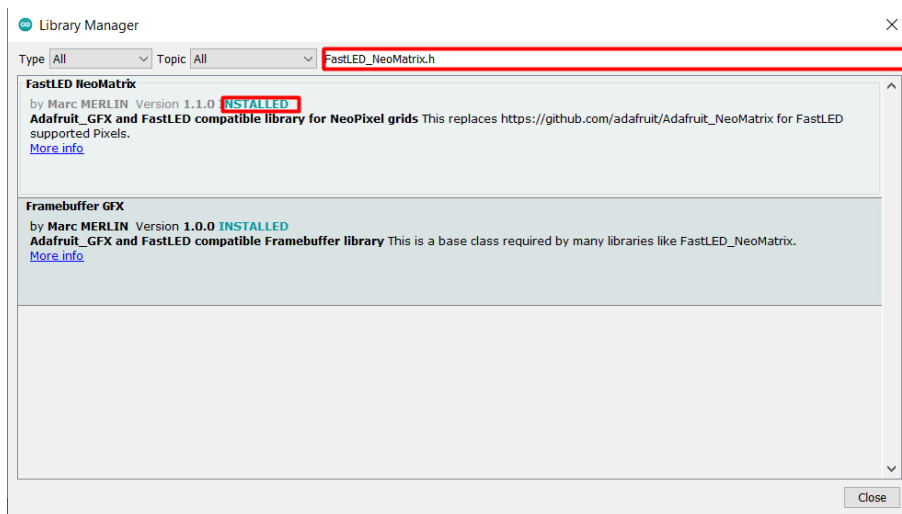 Library Manager
Type All Topic All FastLED_NeoMatrix.h
FastLED NeoMatrix
by Marc MERLIN Version 1.1.0 INSTALLED
Adafruit_GFX and FastLED compatible library for NeoPixel grids This replaces https://github.com/adafruit/Adafruit_NeoMatrix for FastLED
supported Pixels.
More info
Framebuffer GFX
by Marc MERLIN Version 1.0.0 INSTALLED
Adafruit_GFX and FastLED compatible Framebuffer library This is a base class required by many libraries like FastLED_NeoMatrix.
More info
Close